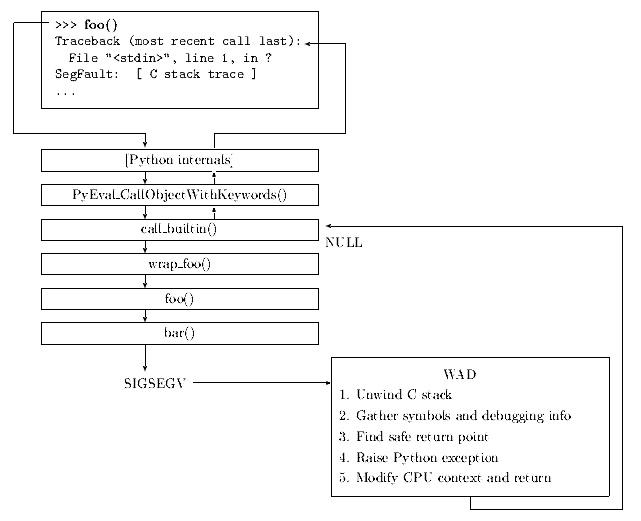 >>> foo()
Traceback (most recent call last):
File "<stdin>", line 1, in ?
SegFault: [ C stack trace ]
...
[Python internals]
PyEval_CallObjectWithKeywords()
call_builtin()
NULL
wrap_foo()
foo()
bar()
SIGSEGV
WAD
1. Unwind C stack
2. Gather symbols and debugging info
3. Find safe return point
4. Raise Python exception
5. Modify CPU context and return